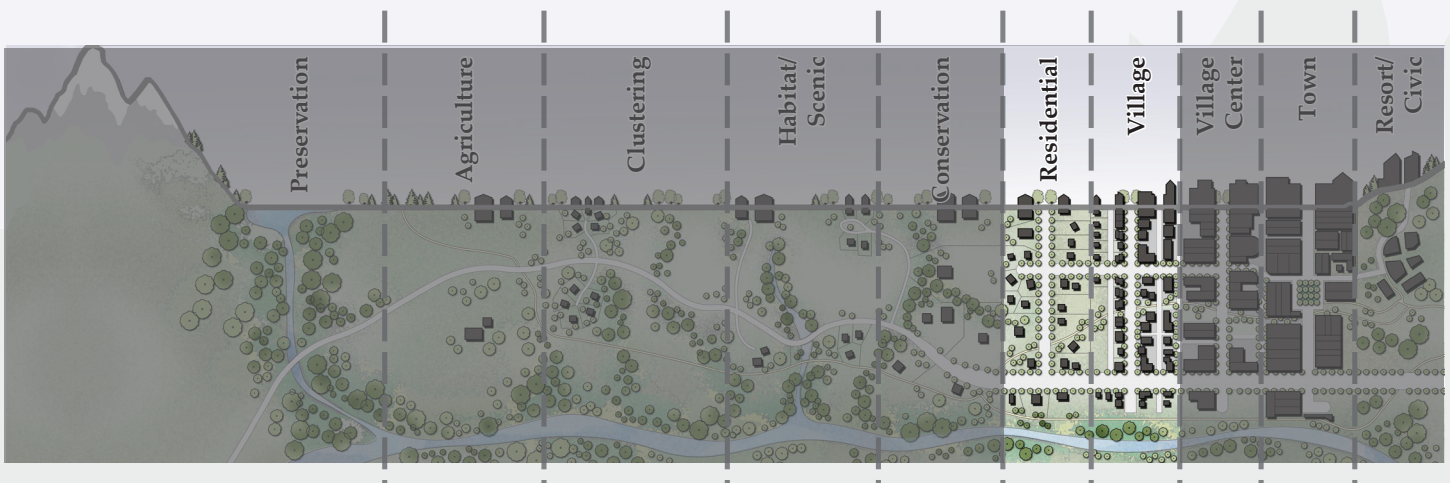 Preservation
Agriculture
Clustering
Habitat/
Scenic
Conservation
Residential
Village
Village
Center
Town
Resort/
Civic